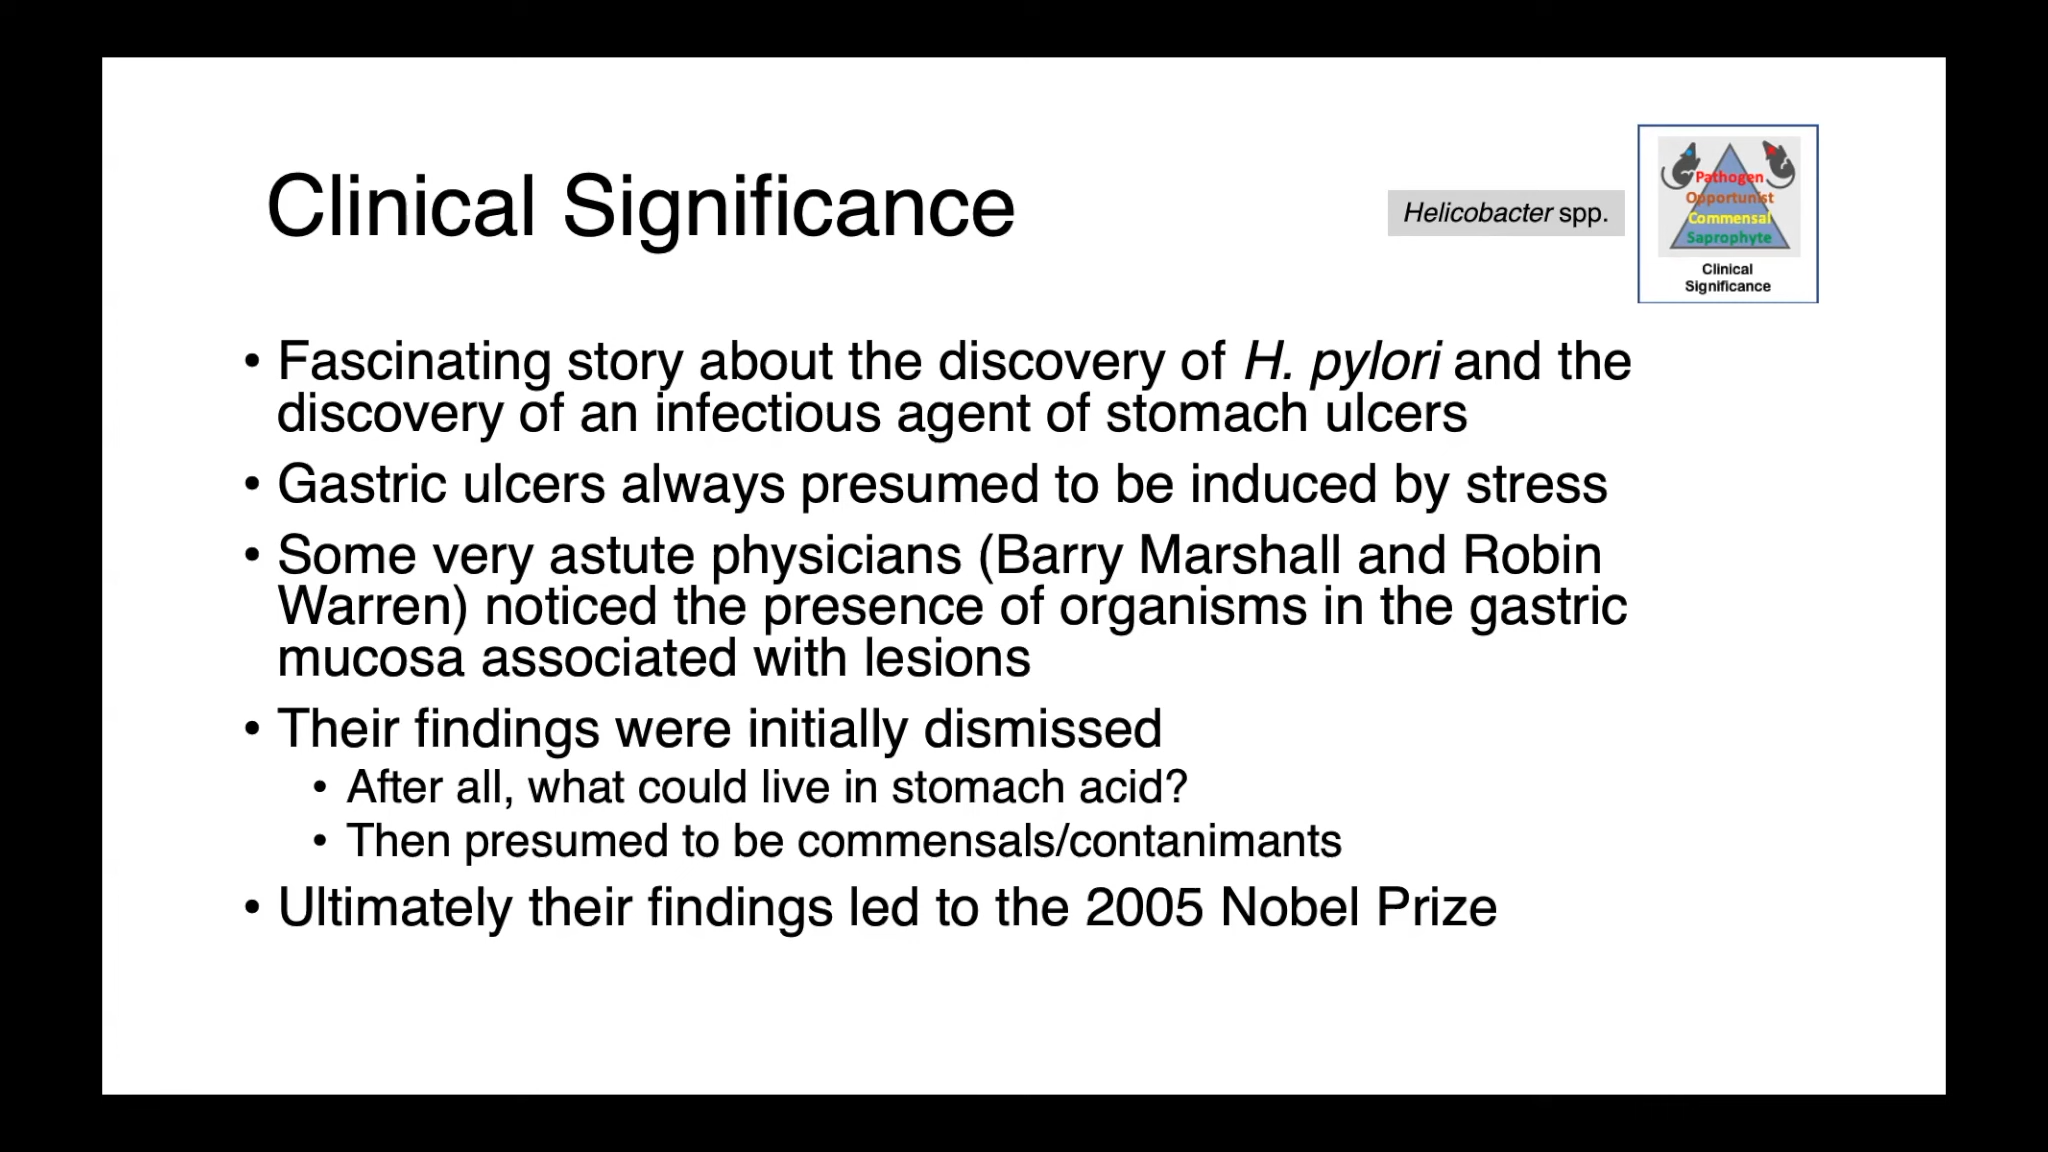 Clinical Significance
Helicobacter spp.
Pathogen
Opportunist
Commensal
Saprophyte
Clinical
Significance
• Fascinating story about the discovery of H. pylori and the
discovery of an infectious agent of stomach ulcers
• Gastric ulcers always presumed to be induced by stress
• Some very astute physicians (Barry Marshall and Robin
Warren) noticed the presence of organisms in the gastric
mucosa associated with lesions
• Their findings were initially dismissed
• After all, what could live in stomach acid?
• Then presumed to be commensals/contanimants
• Ultimately their findings led to the 2005 Nobel Prize